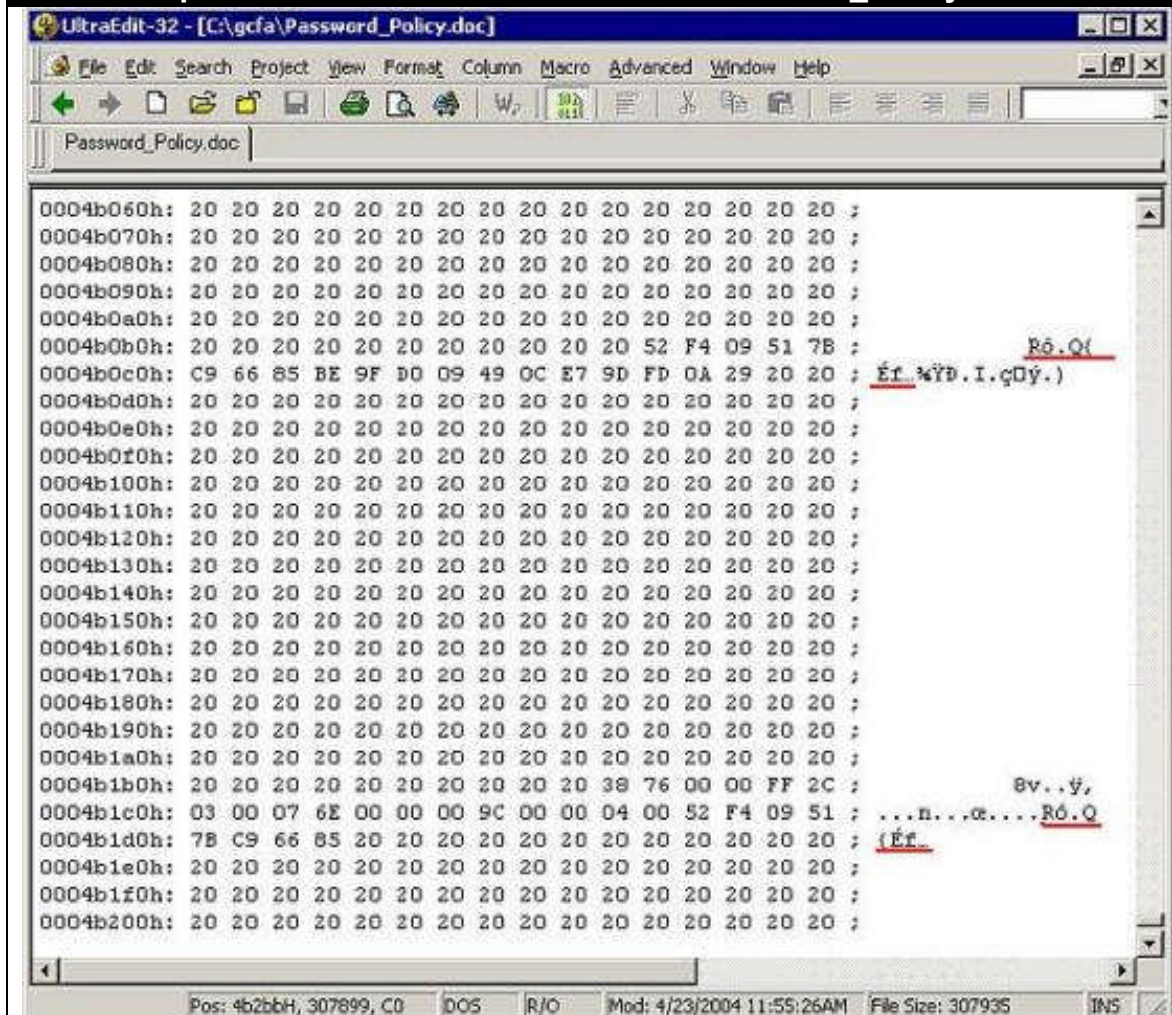 UltraEdit-32 - [C:\gcfa\Password_Policy.doc]
File Edit Search Project View Format Column Macro Advanced Window Help
Password_Policy.doc
0004b060h: 20 20 20 20 20 20 20 20 20 20 20 20 20 20 20 20 ;
0004b070h: 20 20 20 20 20 20 20 20 20 20 20 20 20 20 20 20 ;
0004b080h: 20 20 20 20 20 20 20 20 20 20 20 20 20 20 20 20 ;
0004b090h: 20 20 20 20 20 20 20 20 20 20 20 20 20 20 20 20 ;
0004b0a0h: 20 20 20 20 20 20 20 20 20 20 20 20 20 20 20 20 ;
0004b0b0h: 20 20 20 20 20 20 20 20 20 20 20 52 F4 09 51 7B ; Rô.Q{
0004b0c0h: C9 66 85 BE 9F D0 09 49 0C E7 9D FD 0A 29 20 20 ; Éf…¾ŸÐ.I.ç□ý.)
0004b0d0h: 20 20 20 20 20 20 20 20 20 20 20 20 20 20 20 20 ;
0004b0e0h: 20 20 20 20 20 20 20 20 20 20 20 20 20 20 20 20 ;
0004b0f0h: 20 20 20 20 20 20 20 20 20 20 20 20 20 20 20 20 ;
0004b100h: 20 20 20 20 20 20 20 20 20 20 20 20 20 20 20 20 ;
0004b110h: 20 20 20 20 20 20 20 20 20 20 20 20 20 20 20 20 ;
0004b120h: 20 20 20 20 20 20 20 20 20 20 20 20 20 20 20 20 ;
0004b130h: 20 20 20 20 20 20 20 20 20 20 20 20 20 20 20 20 ;
0004b140h: 20 20 20 20 20 20 20 20 20 20 20 20 20 20 20 20 ;
0004b150h: 20 20 20 20 20 20 20 20 20 20 20 20 20 20 20 20 ;
0004b160h: 20 20 20 20 20 20 20 20 20 20 20 20 20 20 20 20 ;
0004b170h: 20 20 20 20 20 20 20 20 20 20 20 20 20 20 20 20 ;
0004b180h: 20 20 20 20 20 20 20 20 20 20 20 20 20 20 20 20 ;
0004b190h: 20 20 20 20 20 20 20 20 20 20 20 20 20 20 20 20 ;
0004b1a0h: 20 20 20 20 20 20 20 20 20 20 20 20 20 20 20 20 ;
0004b1b0h: 20 20 20 20 20 20 20 20 20 20 38 76 00 00 FF 2C ; 8v..ÿ,
0004b1c0h: 03 00 07 6E 00 00 00 9C 00 00 04 00 52 F4 09 51 ; ...n...œ....Rô.Q
0004b1d0h: 7B C9 66 85 20 20 20 20 20 20 20 20 20 20 20 20 ; {Éf…
0004b1e0h: 20 20 20 20 20 20 20 20 20 20 20 20 20 20 20 20 ;
0004b1f0h: 20 20 20 20 20 20 20 20 20 20 20 20 20 20 20 20 ;
0004b200h: 20 20 20 20 20 20 20 20 20 20 20 20 20 20 20 20 ;
Pos: 4b2bbH, 307899, C0 DOS R/O Mod: 4/23/2004 11:55:26AM File Size: 307935 INS